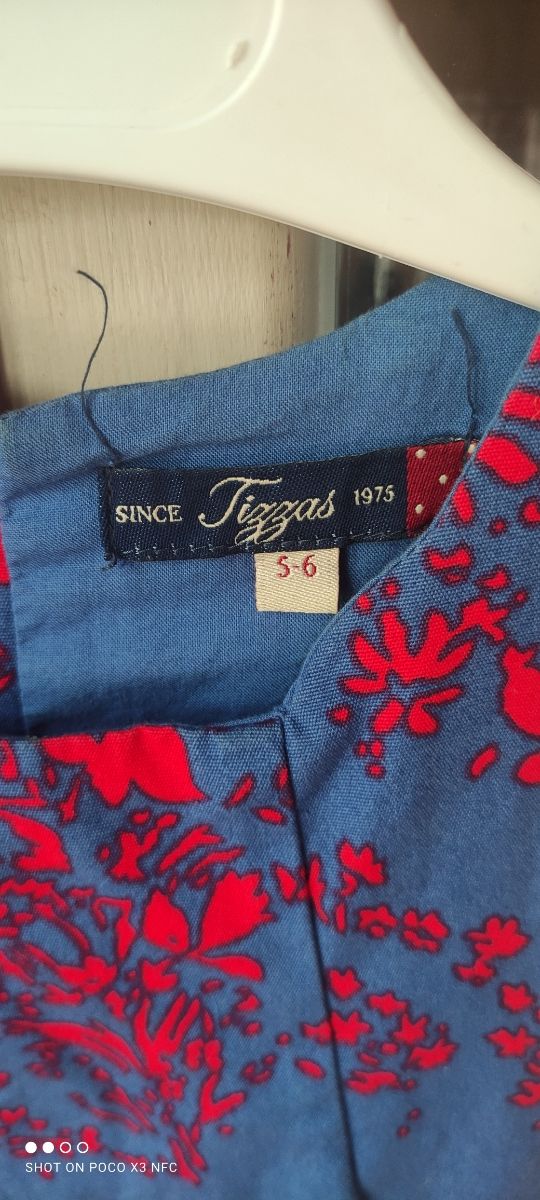 SINCE Tizzas 1975
5-6
SHOT ON POCO X3 NFC